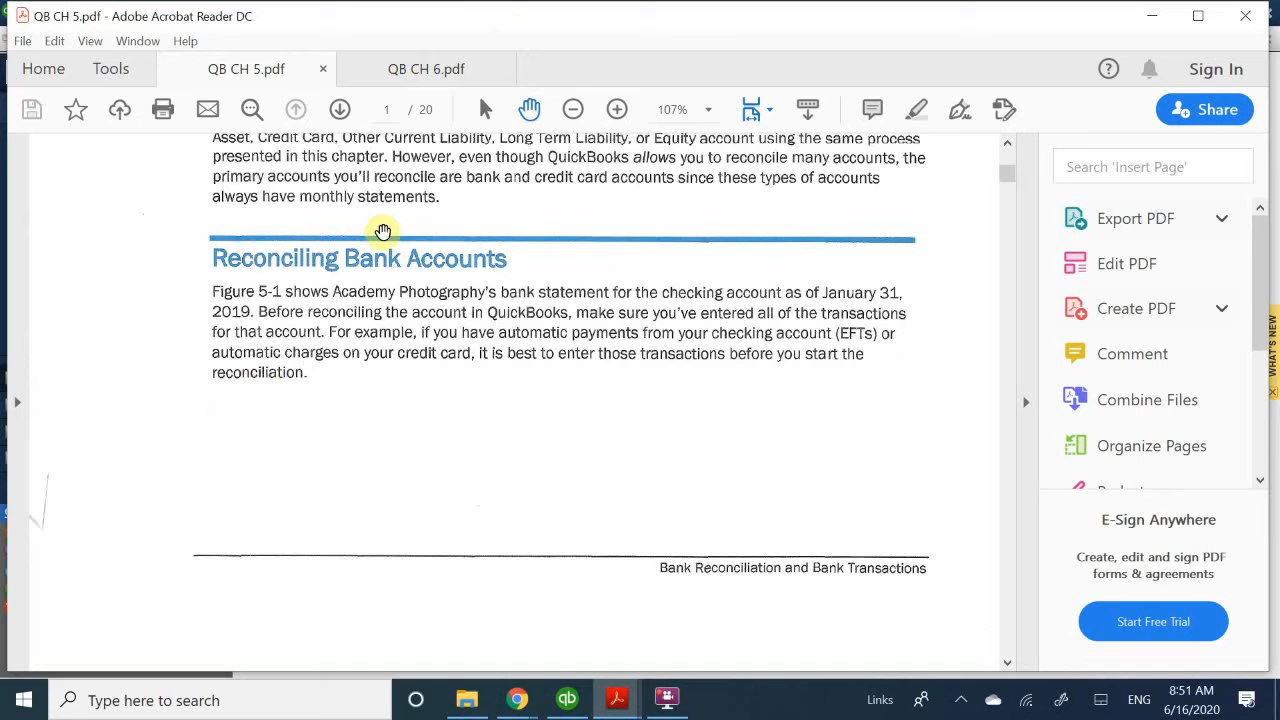 QB CH 5.pdf - Adobe Acrobat Reader DC
File Edit View Window Help
Home Tools QB CH 5.pdf × QB CH 6.pdf Sign In
1 / 20 107% Share
Asset, Credit Card, Other Current Liability, Long Term Liability, or Equity account using the same process
presented in this chapter. However, even though QuickBooks allows you to reconcile many accounts, the
primary accounts you'll reconcile are bank and credit card accounts since these types of accounts
always have monthly statements.
Reconciling Bank Accounts
Figure 5-1 shows Academy Photography's bank statement for the checking account as of January 31,
2019. Before reconciling the account in QuickBooks, make sure you've entered all of the transactions
for that account. For example, if you have automatic payments from your checking account (EFTs) or
automatic charges on your credit card, it is best to enter those transactions before you start the
reconciliation.
Bank Reconciliation and Bank Transactions
Search 'Insert Page'
Export PDF
Edit PDF
Create PDF
Comment
Combine Files
Organize Pages
E-Sign Anywhere
Create, edit and sign PDF
forms & agreements
Start Free Trial
WHAT'S NEW
Type here to search
Links
ENG
8:51 AM
6/16/2020